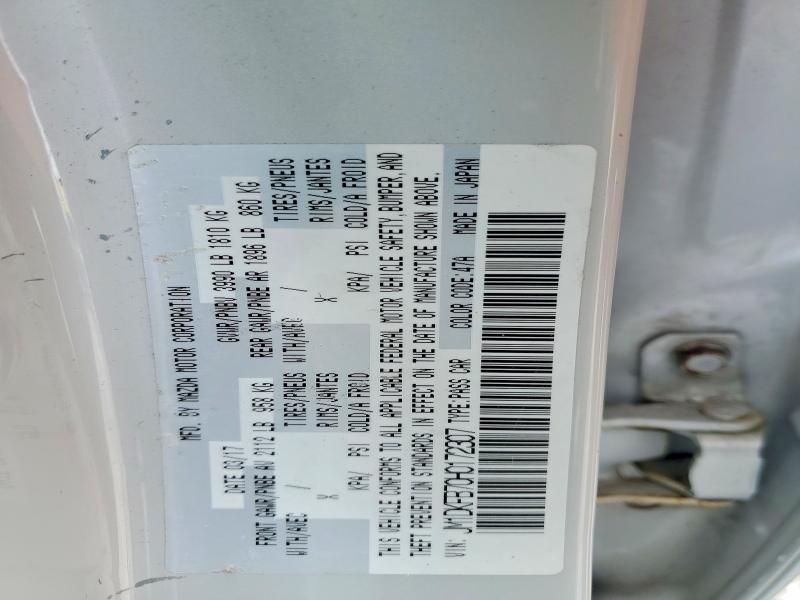 MFD. BY MAZDA MOTOR CORPORATION
DATE 03/17 GVWR/PNBV 3990 LB 1810 KG
FRONT GAWR/PNBE AV 2112 LB 958 KG REAR GAWR/PNBE AR 1896 LB 860 KG
WITH/AVEC / TIRES/PNEUS WITH/AVEC / TIRES/PNEUS
X RIMS/JANTES X RIMS/JANTES
KPA/ PSI COLD/A FROID KPA/ PSI COLD/A FROID
THIS VEHICLE CONFORMS TO ALL APPLICABLE FEDERAL MOTOR VEHICLE SAFETY, BUMPER, AND
THEFT PREVENTION STANDARDS IN EFFECT ON THE DATE OF MANUFACTURE SHOWN ABOVE.
VIN: JM1DKFB70H0172307 TYPE:PASS CAR COLOR CODE:47A MADE IN JAPAN